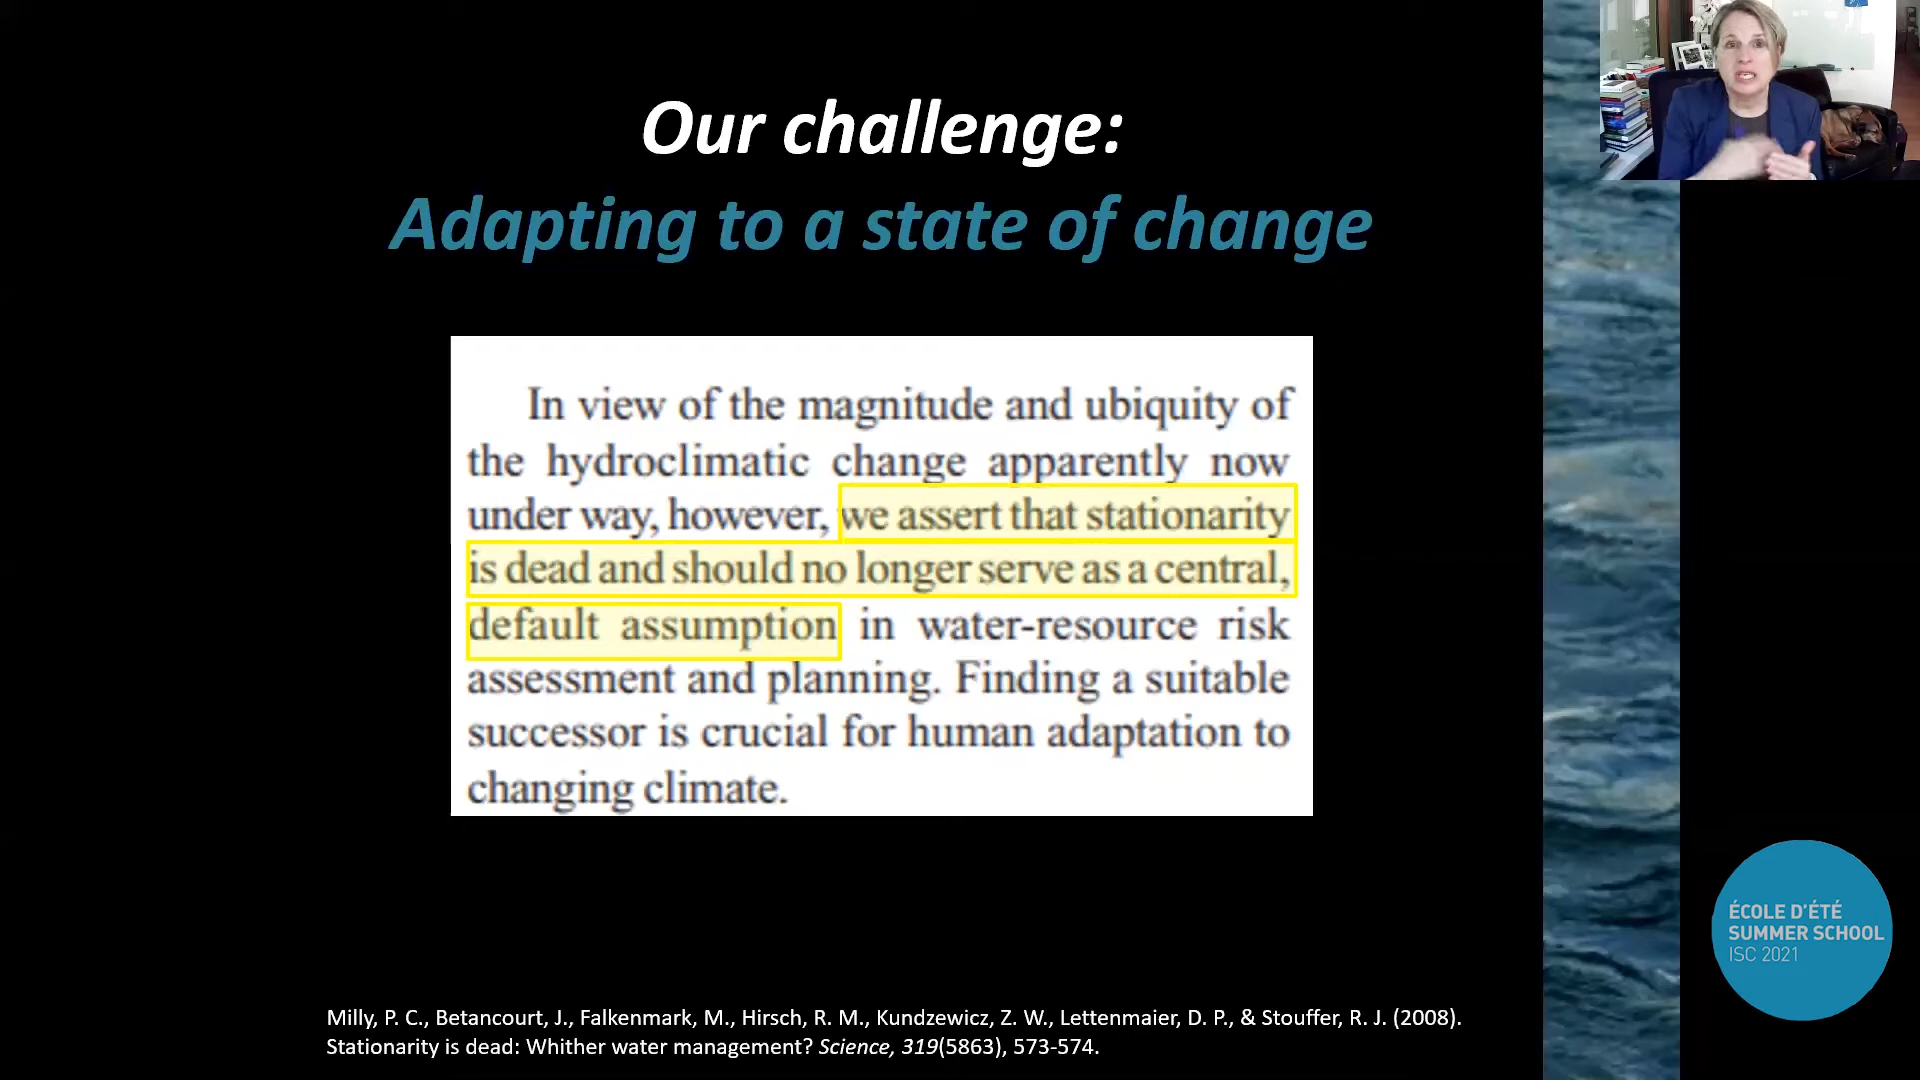 Our challenge:
Adapting to a state of change
In view of the magnitude and ubiquity of
the hydroclimatic change apparently now
under way, however, we assert that stationarity
is dead and should no longer serve as a central,
default assumption in water-resource risk
assessment and planning. Finding a suitable
successor is crucial for human adaptation to
changing climate.
ÉCOLE D'ÉTÉ
SUMMER SCHOOL
ISC 2021
Milly, P. C., Betancourt, J., Falkenmark, M., Hirsch, R. M., Kundzewicz, Z. W., Lettenmaier, D. P., & Stouffer, R. J. (2008).
Stationarity is dead: Whither water management? Science, 319(5863), 573-574.